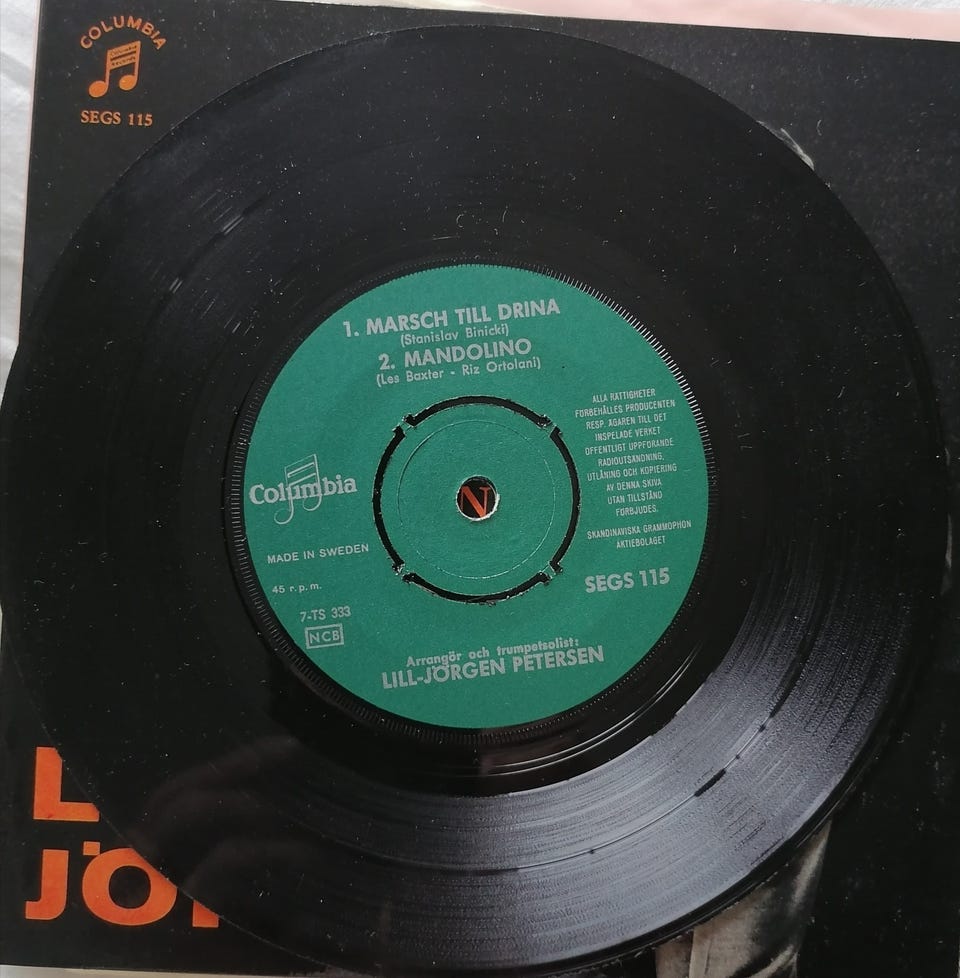 COLUMBIA
SEGS 115
1. MARSCH TILL DRINA
(Stanislav Binicki)
2. MANDOLINO
(Les Baxter - Riz Ortolani)
ALLA RÄTTIGHETER
FÖRBEHÅLLES PRODUCENTEN
RESP. ÄGAREN TILL DET
INSPELADE VERKET
OFFENTLIGT UPPFÖRANDE
RADIOUTSÄNDNING,
UTLÅNING OCH KOPIERING
AV DENNA SKIVA
UTAN TILLSTÅND
FÖRBJUDES.
SKANDINAVISKA GRAMMOPHON
AKTIEBOLAGET
Columbia
N
MADE IN SWEDEN
45 r.p.m.
7-TS 333
NCB
SEGS 115
Arrangör och trumpetsolist:
LILL-JÖRGEN PETERSEN
L
JÖ